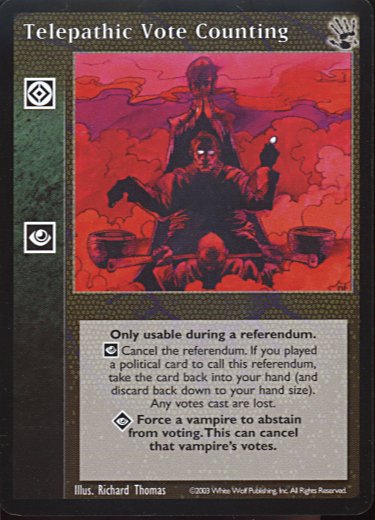 Telepathic Vote Counting
Only usable during a referendum.
Cancel the referendum. If you played
a political card to call this referendum,
take the card back into your hand (and
discard back down to your hand size).
Any votes cast are lost.
Force a vampire to abstain
from voting. This can cancel
that vampire's votes.
Illus. Richard Thomas
©2003 White Wolf Publishing, Inc. All Rights Reserved.